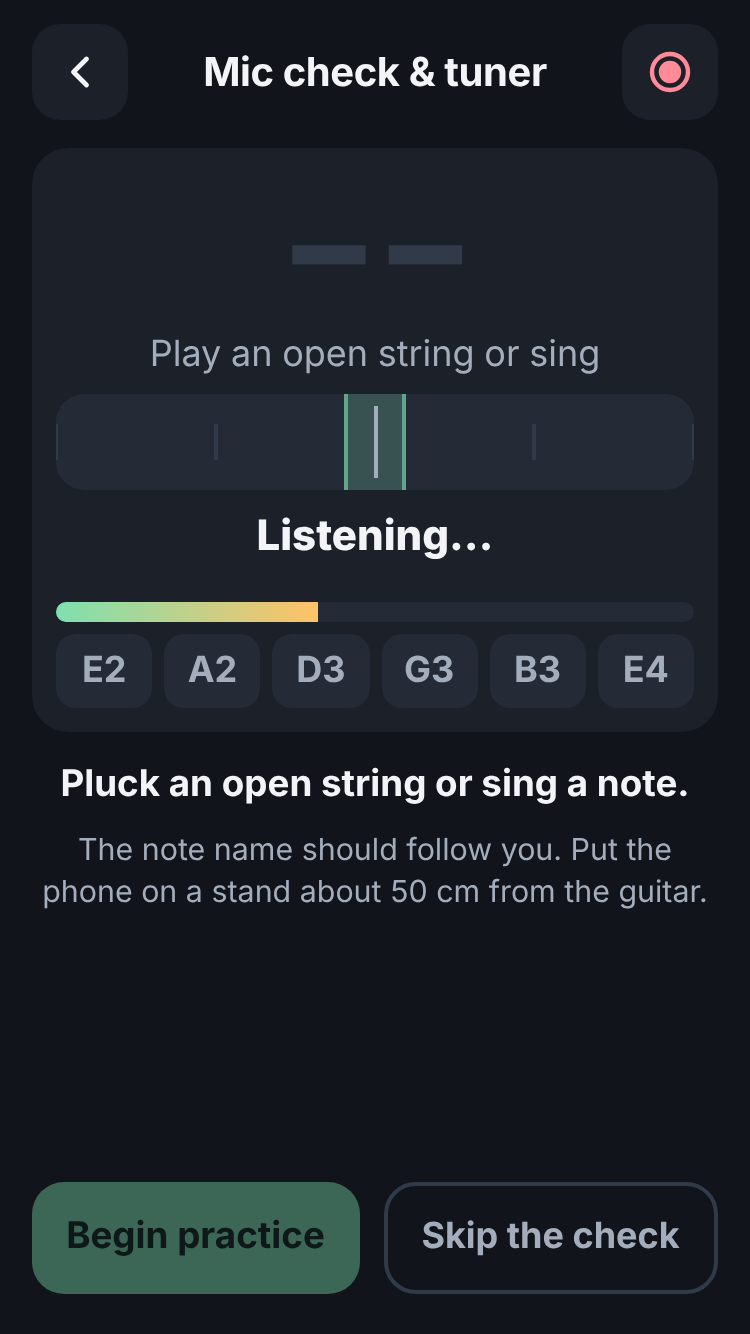 Mic check & tuner
Play an open string or sing
Listening...
E2 A2 D3 G3 B3 E4
Pluck an open string or sing a note.
The note name should follow you. Put the
phone on a stand about 50 cm from the guitar.
Begin practice Skip the check